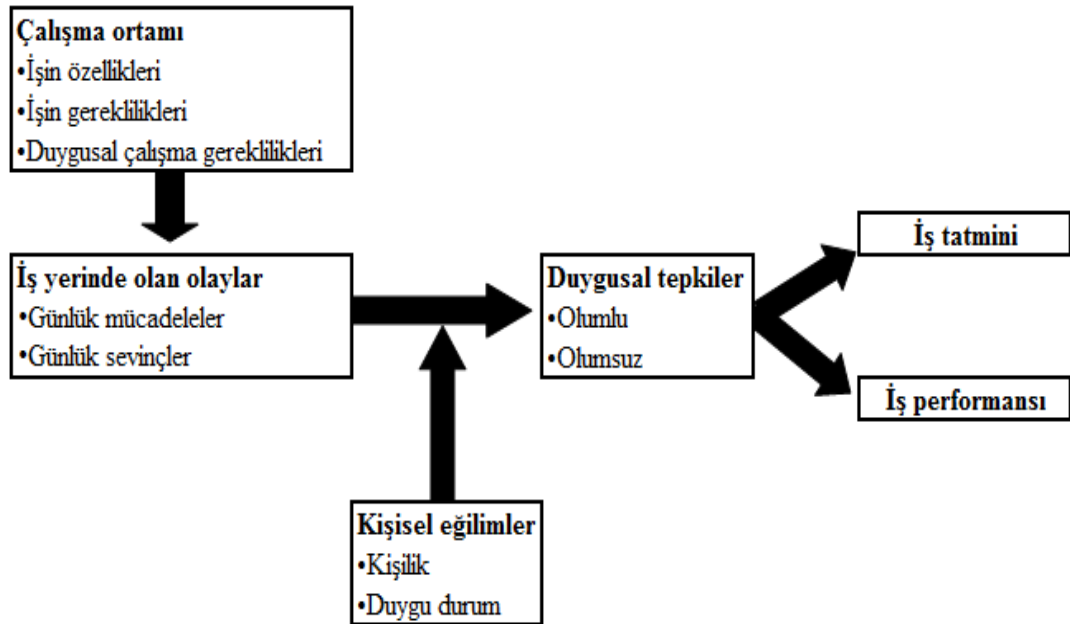 Çalışma ortamı
•İşin özellikleri
•İşin gereklilikleri
•Duygusal çalışma gereklilikleri
İş yerinde olan olaylar
•Günlük mücadeleler
•Günlük sevinçler
Duygusal tepkiler
•Olumlu
•Olumsuz
İş tatmini
İş performansı
Kişisel eğilimler
•Kişilik
•Duygu durum